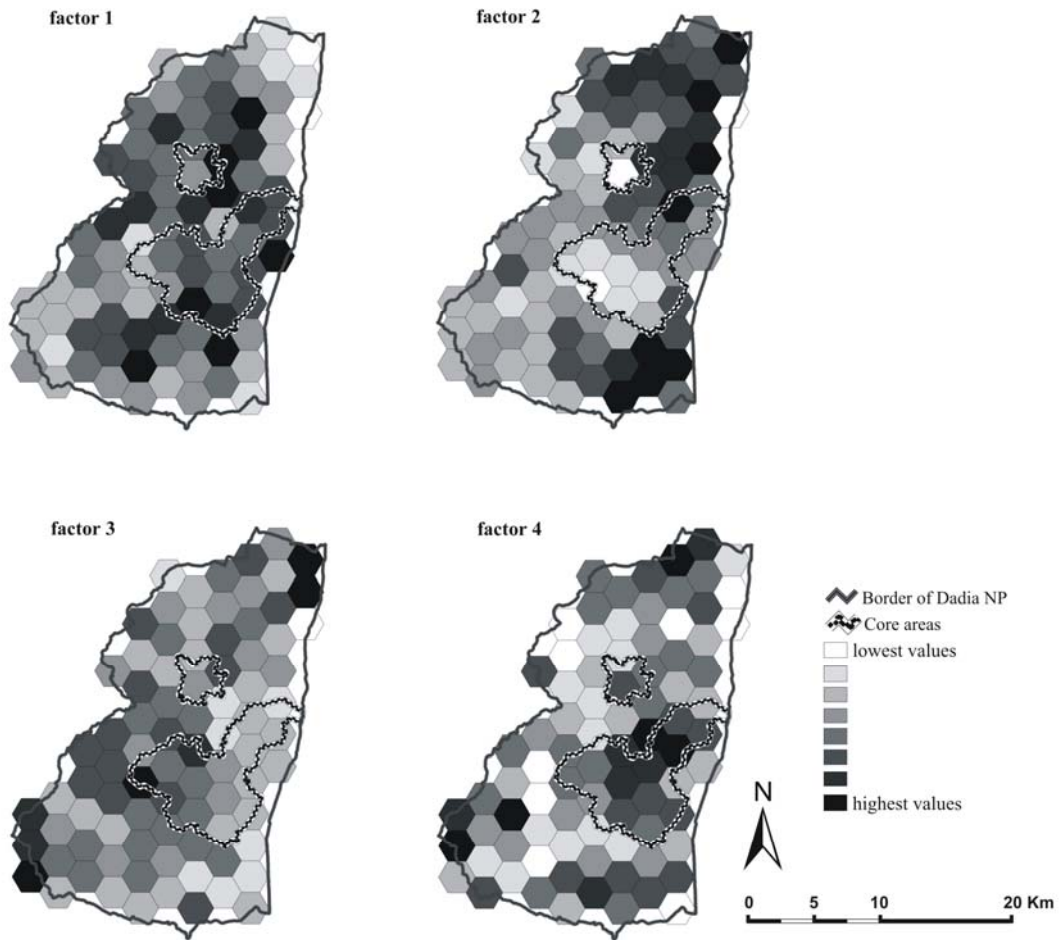 factor 1
factor 2
factor 3
factor 4
Border of Dadia NP
Core areas
lowest values
highest values
N
0 5 10 20 Km